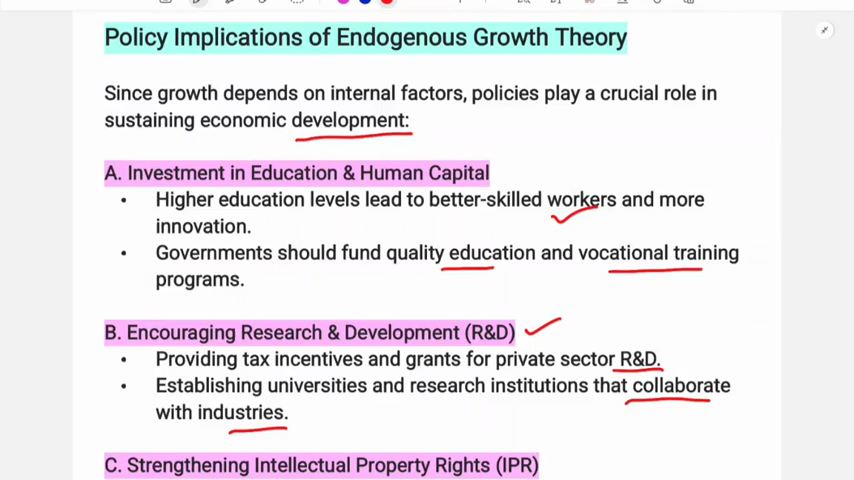 Policy Implications of Endogenous Growth Theory
Since growth depends on internal factors, policies play a crucial role in
sustaining economic development:
A. Investment in Education & Human Capital
• Higher education levels lead to better-skilled workers and more
innovation.
• Governments should fund quality education and vocational training
programs.
B. Encouraging Research & Development (R&D)
• Providing tax incentives and grants for private sector R&D.
• Establishing universities and research institutions that collaborate
with industries.
C. Strengthening Intellectual Property Rights (IPR)